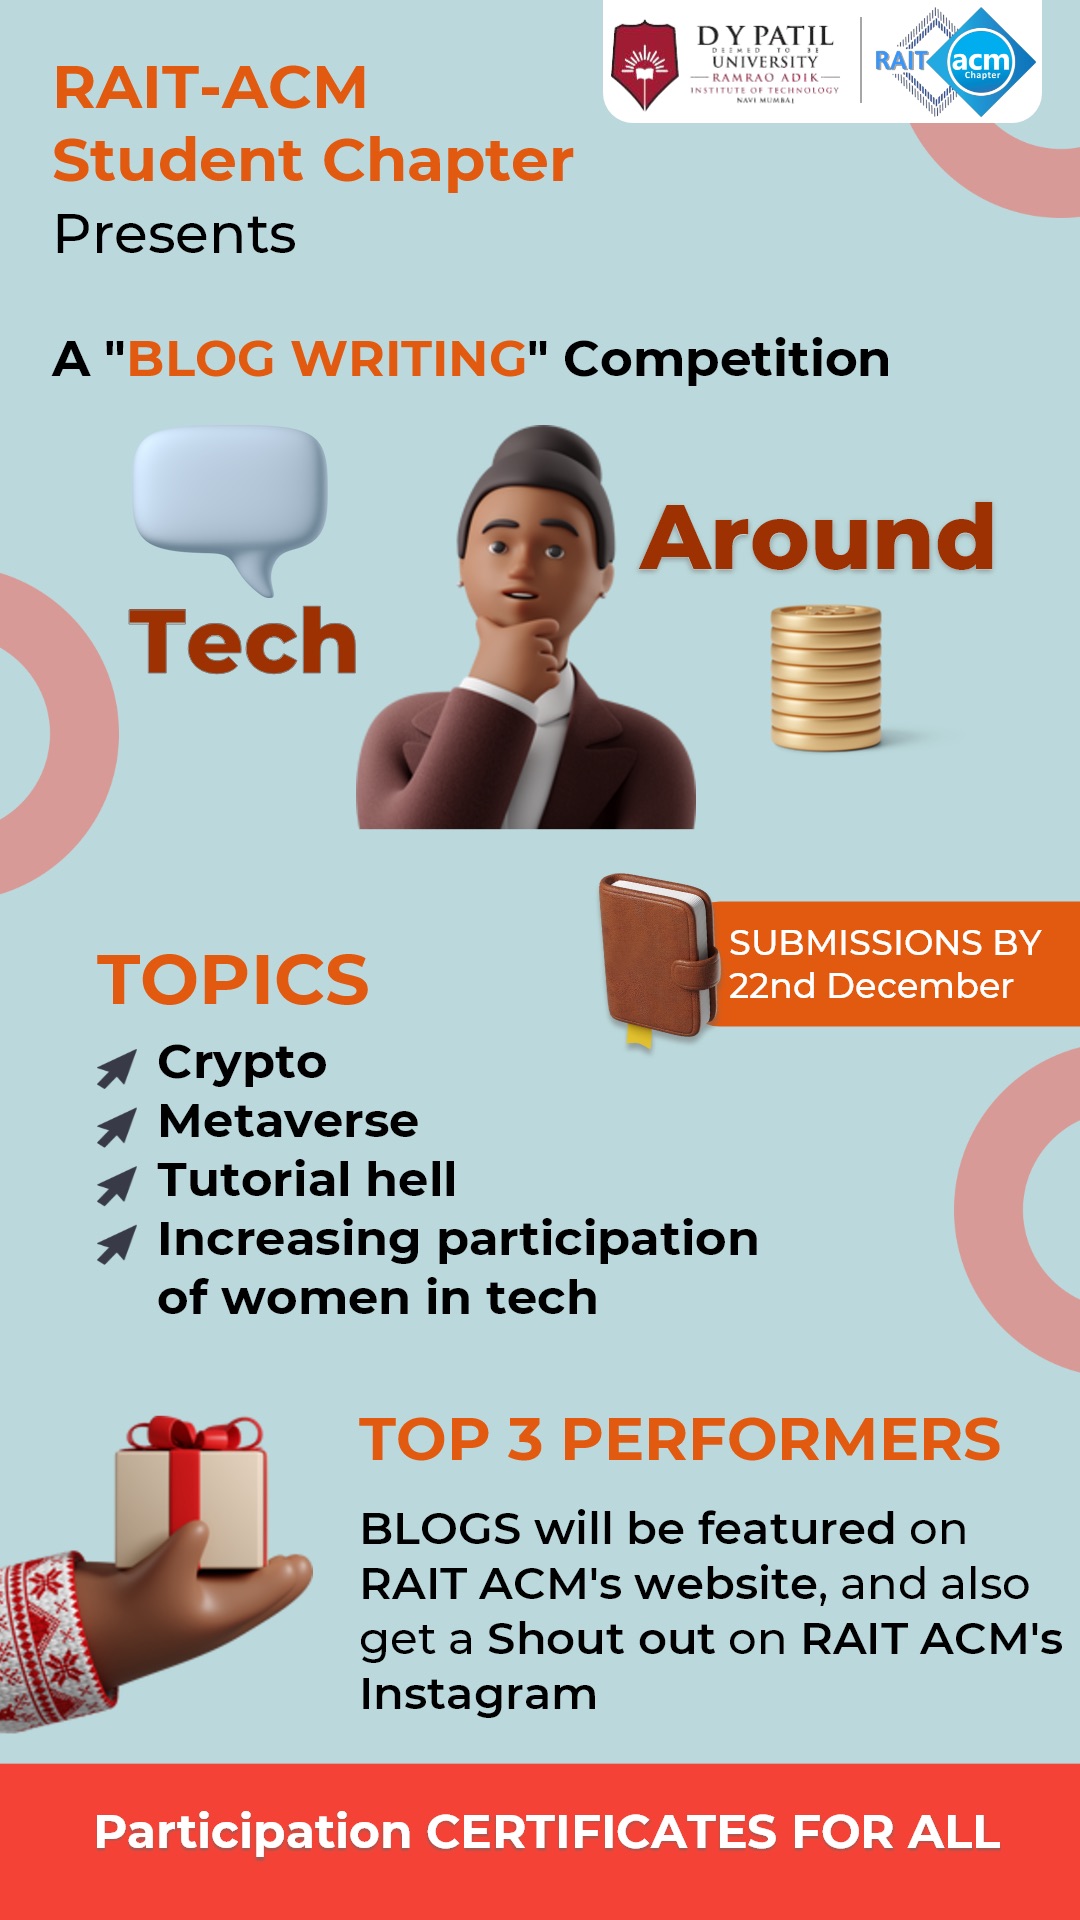 RAIT-ACM
Student Chapter
Presents
D Y PATIL
DEEMED TO BE
UNIVERSITY
RAMRAO ADIK
INSTITUTE OF TECHNOLOGY
NAVI MUMBAI
RAIT
acm
Chapter
A "BLOG WRITING" Competition
Tech
Around
SUBMISSIONS BY
22nd December
TOPICS
Crypto
Metaverse
Tutorial hell
Increasing participation
of women in tech
TOP 3 PERFORMERS
BLOGS will be featured on
RAIT ACM's website, and also
get a Shout out on RAIT ACM's
Instagram
Participation CERTIFICATES FOR ALL